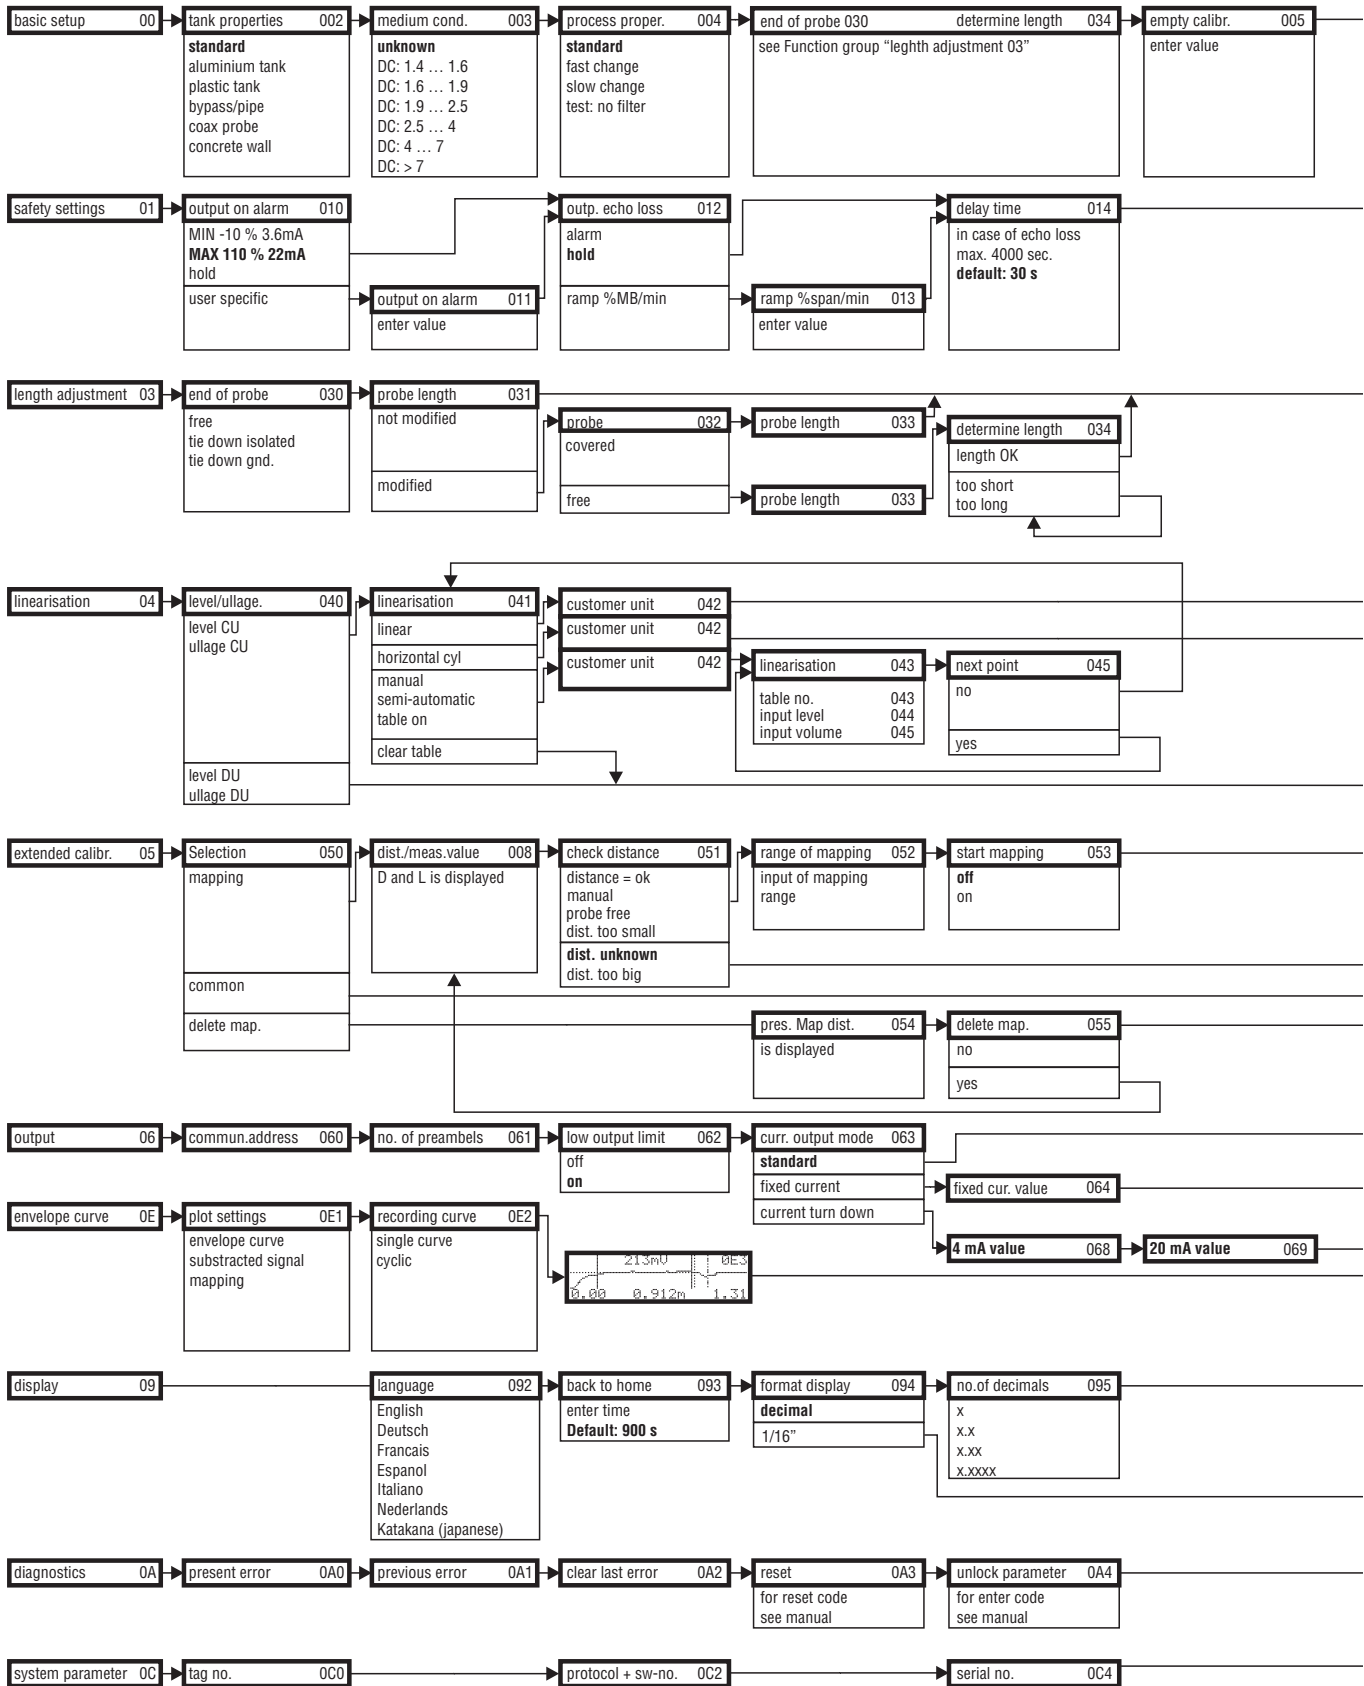 basic setup 00
tank properties 002
standard
aluminium tank
plastic tank
bypass/pipe
coax probe
concrete wall
medium cond. 003
unknown
DC: 1.4 … 1.6
DC: 1.6 … 1.9
DC: 1.9 … 2.5
DC: 2.5 … 4
DC: 4 … 7
DC: > 7
process proper. 004
standard
fast change
slow change
test: no filter
end of probe 030 determine length 034
see Function group “leghth adjustment 03”
empty calibr. 005
enter value
safety settings 01
output on alarm 010
MIN -10 % 3.6mA
MAX 110 % 22mA
hold
user specific
output on alarm 011
enter value
outp. echo loss 012
alarm
hold
ramp %MB/min
ramp %span/min 013
enter value
delay time 014
in case of echo loss
max. 4000 sec.
default: 30 s
length adjustment 03
end of probe 030
free
tie down isolated
tie down gnd.
probe length 031
not modified
modified
probe 032
covered
free
probe length 033
probe length 033
determine length 034
length OK
too short
too long
linearisation 04
level/ullage. 040
level CU
ullage CU
level DU
ullage DU
linearisation 041
linear
horizontal cyl
manual
semi-automatic
table on
clear table
customer unit 042
customer unit 042
customer unit 042
linearisation 043
table no. 043
input level 044
input volume 045
next point 045
no
yes
extended calibr. 05
Selection 050
mapping
common
delete map.
dist./meas.value 008
D and L is displayed
check distance 051
distance = ok
manual
probe free
dist. too small
dist. unknown
dist. too big
range of mapping 052
input of mapping
range
start mapping 053
off
on
pres. Map dist. 054
is displayed
delete map. 055
no
yes
output 06
commun.address 060
no. of preambels 061
low output limit 062
off
on
curr. output mode 063
standard
fixed current
current turn down
fixed cur. value 064
4 mA value 068
20 mA value 069
envelope curve 0E
plot settings 0E1
envelope curve
substracted signal
mapping
recording curve 0E2
single curve
cyclic
213mV 0E3
0.00 0.912m 1.31
display 09
language 092
English
Deutsch
Francais
Espanol
Italiano
Nederlands
Katakana (japanese)
back to home 093
enter time
Default: 900 s
format display 094
decimal
1/16”
no.of decimals 095
x
x.x
x.xx
x.xxxx
diagnostics 0A
present error 0A0
previous error 0A1
clear last error 0A2
reset 0A3
for reset code
see manual
unlock parameter 0A4
for enter code
see manual
system parameter 0C
tag no. 0C0
protocol + sw-no. 0C2
serial no. 0C4